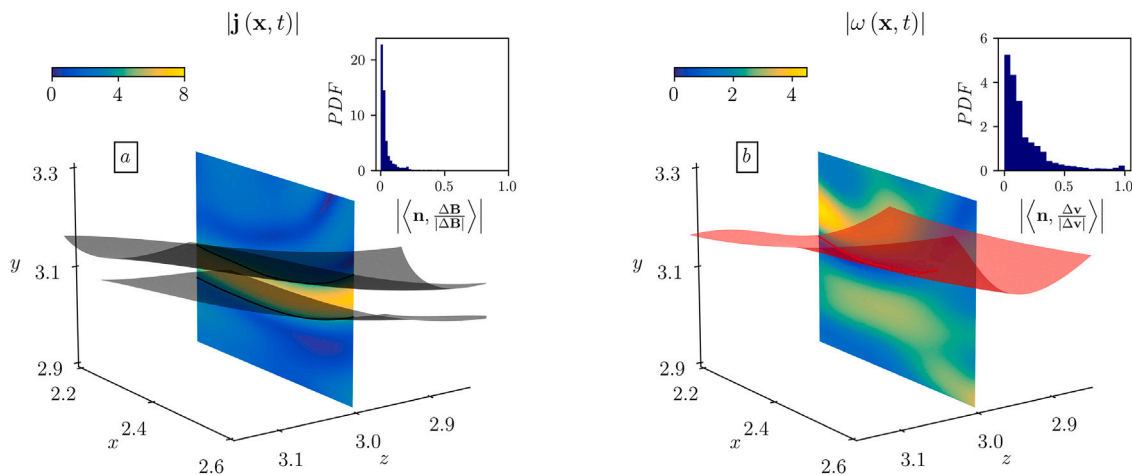 |j (x, t)|
0 4 8
PDF
20
10
0
0 0.5 1.0
|⟨n, ΔB/|ΔB|⟩|
a
3.3
y 3.1
2.9
2.2
2.4
x
2.6
3.1
3.0
2.9
z
|ω (x, t)|
0 2 4
PDF
6
4
2
0
0 0.5 1.0
|⟨n, Δv/|Δv|⟩|
b
3.3
y 3.1
2.9
2.2
2.4
x
2.6
3.1
3.0
2.9
z